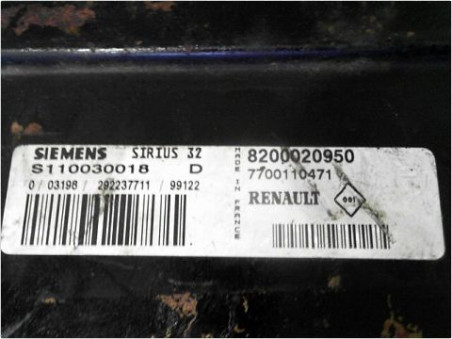 SIEMENS SIRIUS 32
S110030018 D
0 / 03198 / 292237711 / 99122
MADE IN FRANCE
8200020950
7700110471
RENAULT